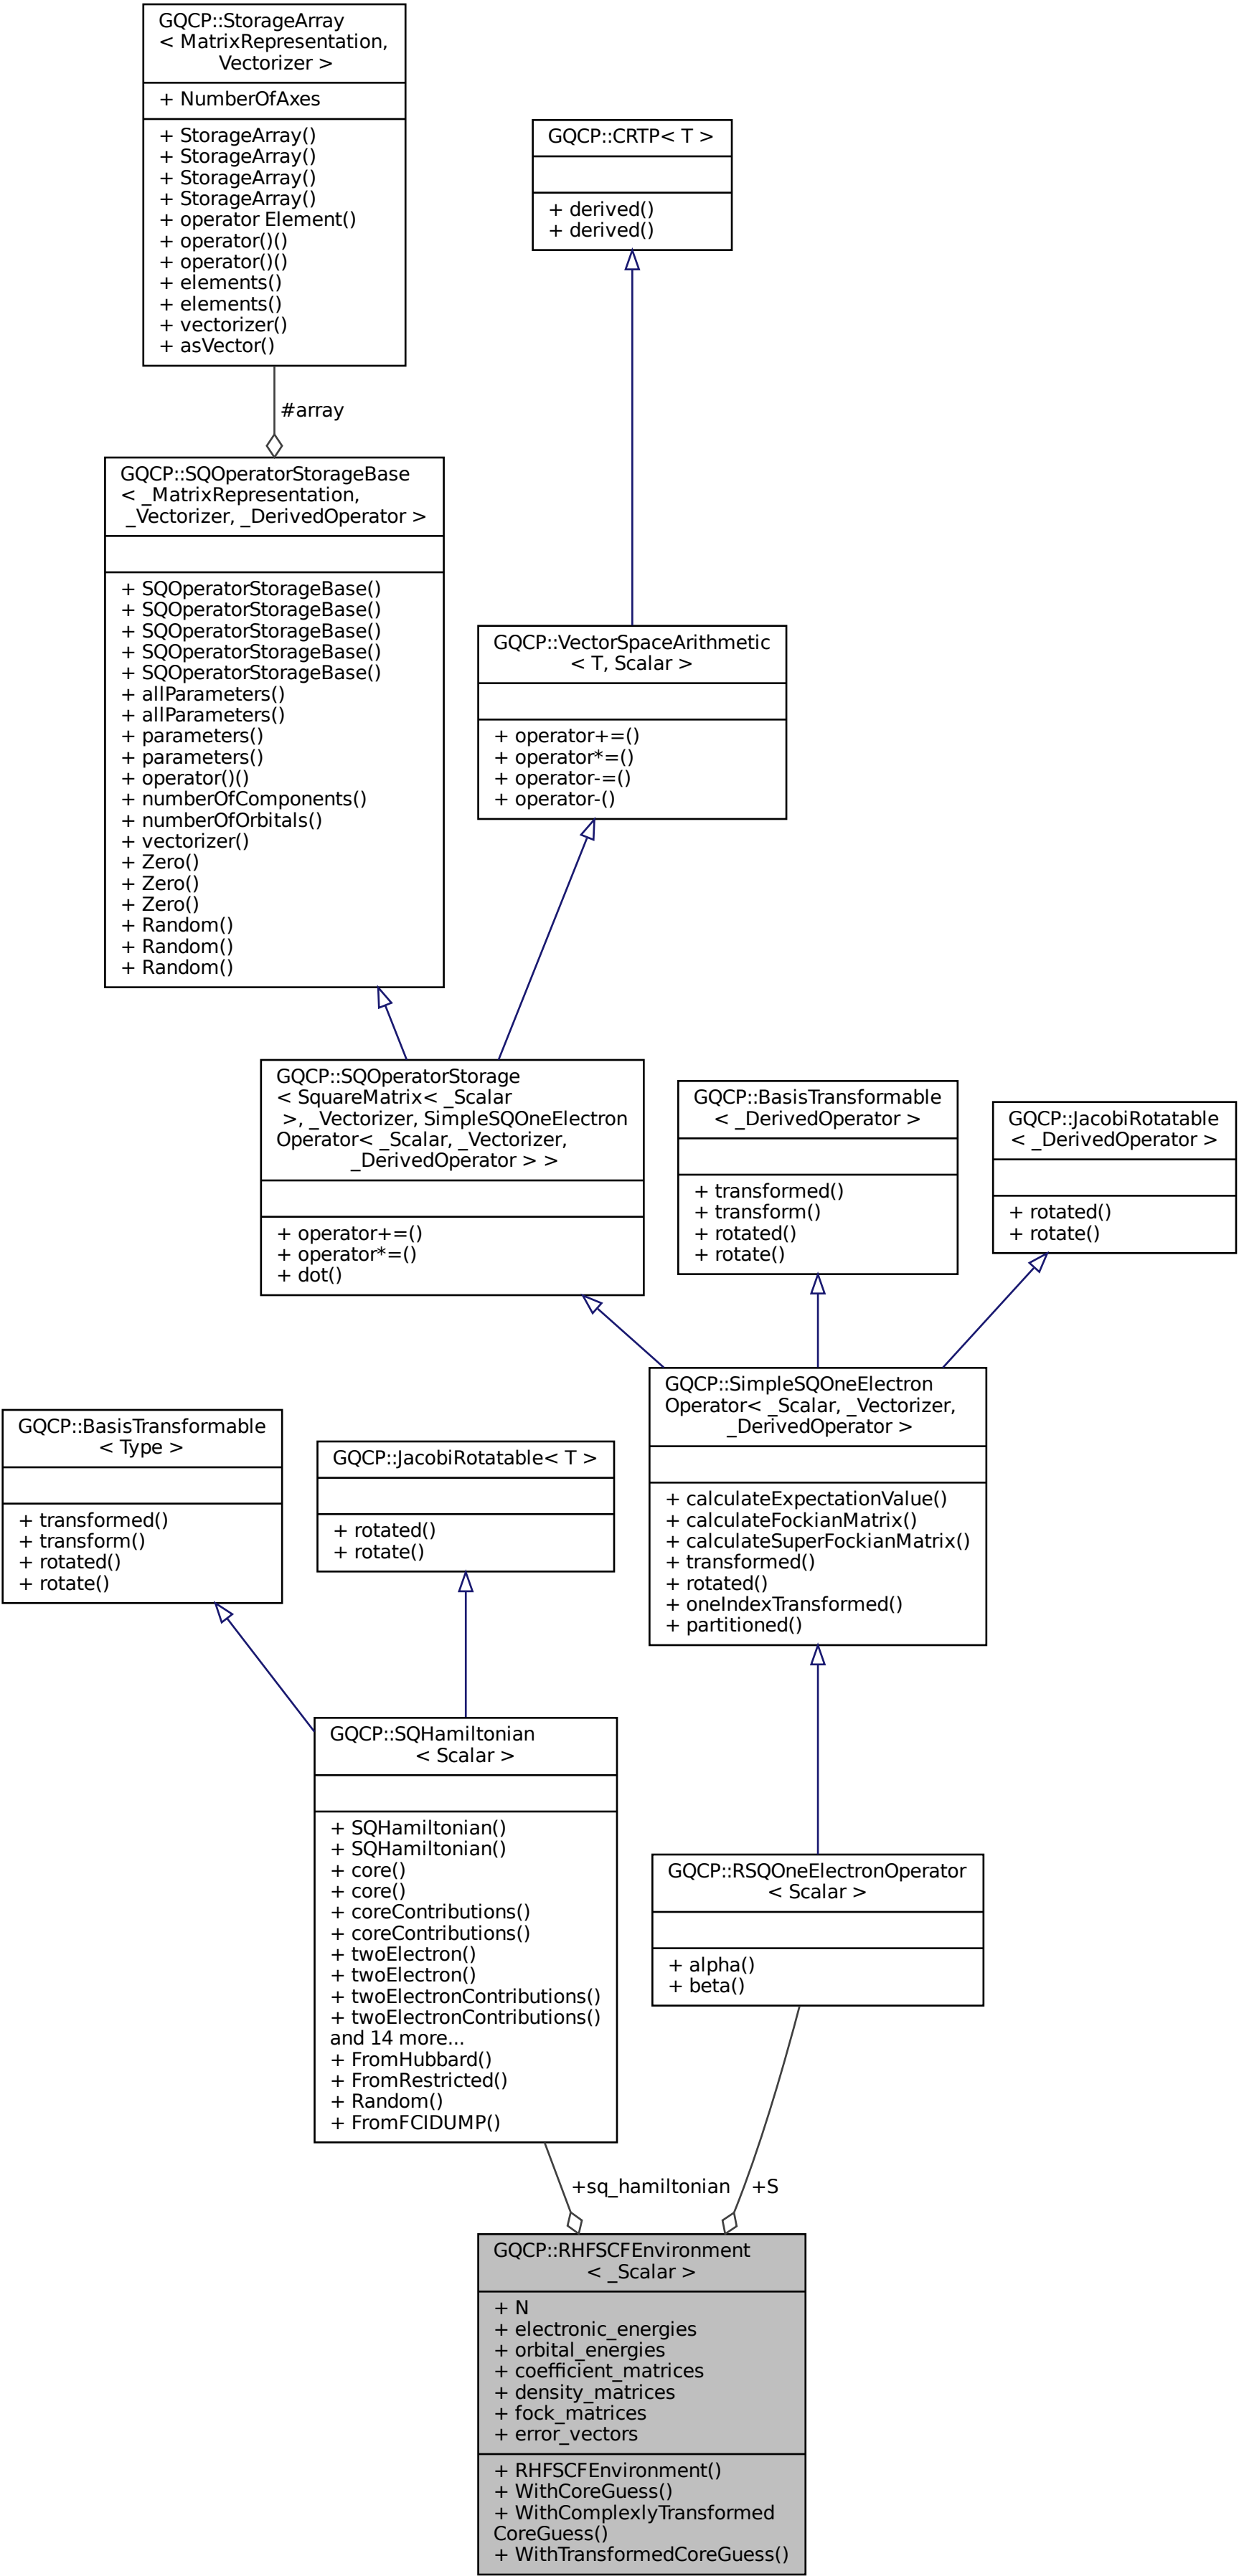 GQCP::StorageArray
< MatrixRepresentation,
Vectorizer >
+ NumberOfAxes
+ StorageArray()
+ StorageArray()
+ StorageArray()
+ StorageArray()
+ operator Element()
+ operator()()
+ operator()()
+ elements()
+ elements()
+ vectorizer()
+ asVector()
GQCP::CRTP< T >
+ derived()
+ derived()
#array
GQCP::SQOperatorStorageBase
< _MatrixRepresentation,
_Vectorizer, _DerivedOperator >
+ SQOperatorStorageBase()
+ SQOperatorStorageBase()
+ SQOperatorStorageBase()
+ SQOperatorStorageBase()
+ SQOperatorStorageBase()
+ allParameters()
+ allParameters()
+ parameters()
+ parameters()
+ operator()()
+ numberOfComponents()
+ numberOfOrbitals()
+ vectorizer()
+ Zero()
+ Zero()
+ Zero()
+ Random()
+ Random()
+ Random()
GQCP::VectorSpaceArithmetic
< T, Scalar >
+ operator+=()
+ operator*=()
+ operator-=()
+ operator-()
GQCP::SQOperatorStorage
< SquareMatrix< _Scalar
>, _Vectorizer, SimpleSQOneElectron
Operator< _Scalar, _Vectorizer,
_DerivedOperator > >
+ operator+=()
+ operator*=()
+ dot()
GQCP::BasisTransformable
< _DerivedOperator >
+ transformed()
+ transform()
+ rotated()
+ rotate()
GQCP::JacobiRotatable
< _DerivedOperator >
+ rotated()
+ rotate()
GQCP::SimpleSQOneElectron
Operator< _Scalar, _Vectorizer,
_DerivedOperator >
+ calculateExpectationValue()
+ calculateFockianMatrix()
+ calculateSuperFockianMatrix()
+ transformed()
+ rotated()
+ oneIndexTransformed()
+ partitioned()
GQCP::BasisTransformable
< Type >
+ transformed()
+ transform()
+ rotated()
+ rotate()
GQCP::JacobiRotatable< T >
+ rotated()
+ rotate()
GQCP::SQHamiltonian
< Scalar >
+ SQHamiltonian()
+ SQHamiltonian()
+ core()
+ core()
+ coreContributions()
+ coreContributions()
+ twoElectron()
+ twoElectron()
+ twoElectronContributions()
+ twoElectronContributions()
and 14 more...
+ FromHubbard()
+ FromRestricted()
+ Random()
+ FromFCIDUMP()
GQCP::RSQOneElectronOperator
< Scalar >
+ alpha()
+ beta()
+sq_hamiltonian
+S
GQCP::RHFSCFEnvironment
< _Scalar >
+ N
+ electronic_energies
+ orbital_energies
+ coefficient_matrices
+ density_matrices
+ fock_matrices
+ error_vectors
+ RHFSCFEnvironment()
+ WithCoreGuess()
+ WithComplexlyTransformed
CoreGuess()
+ WithTransformedCoreGuess()